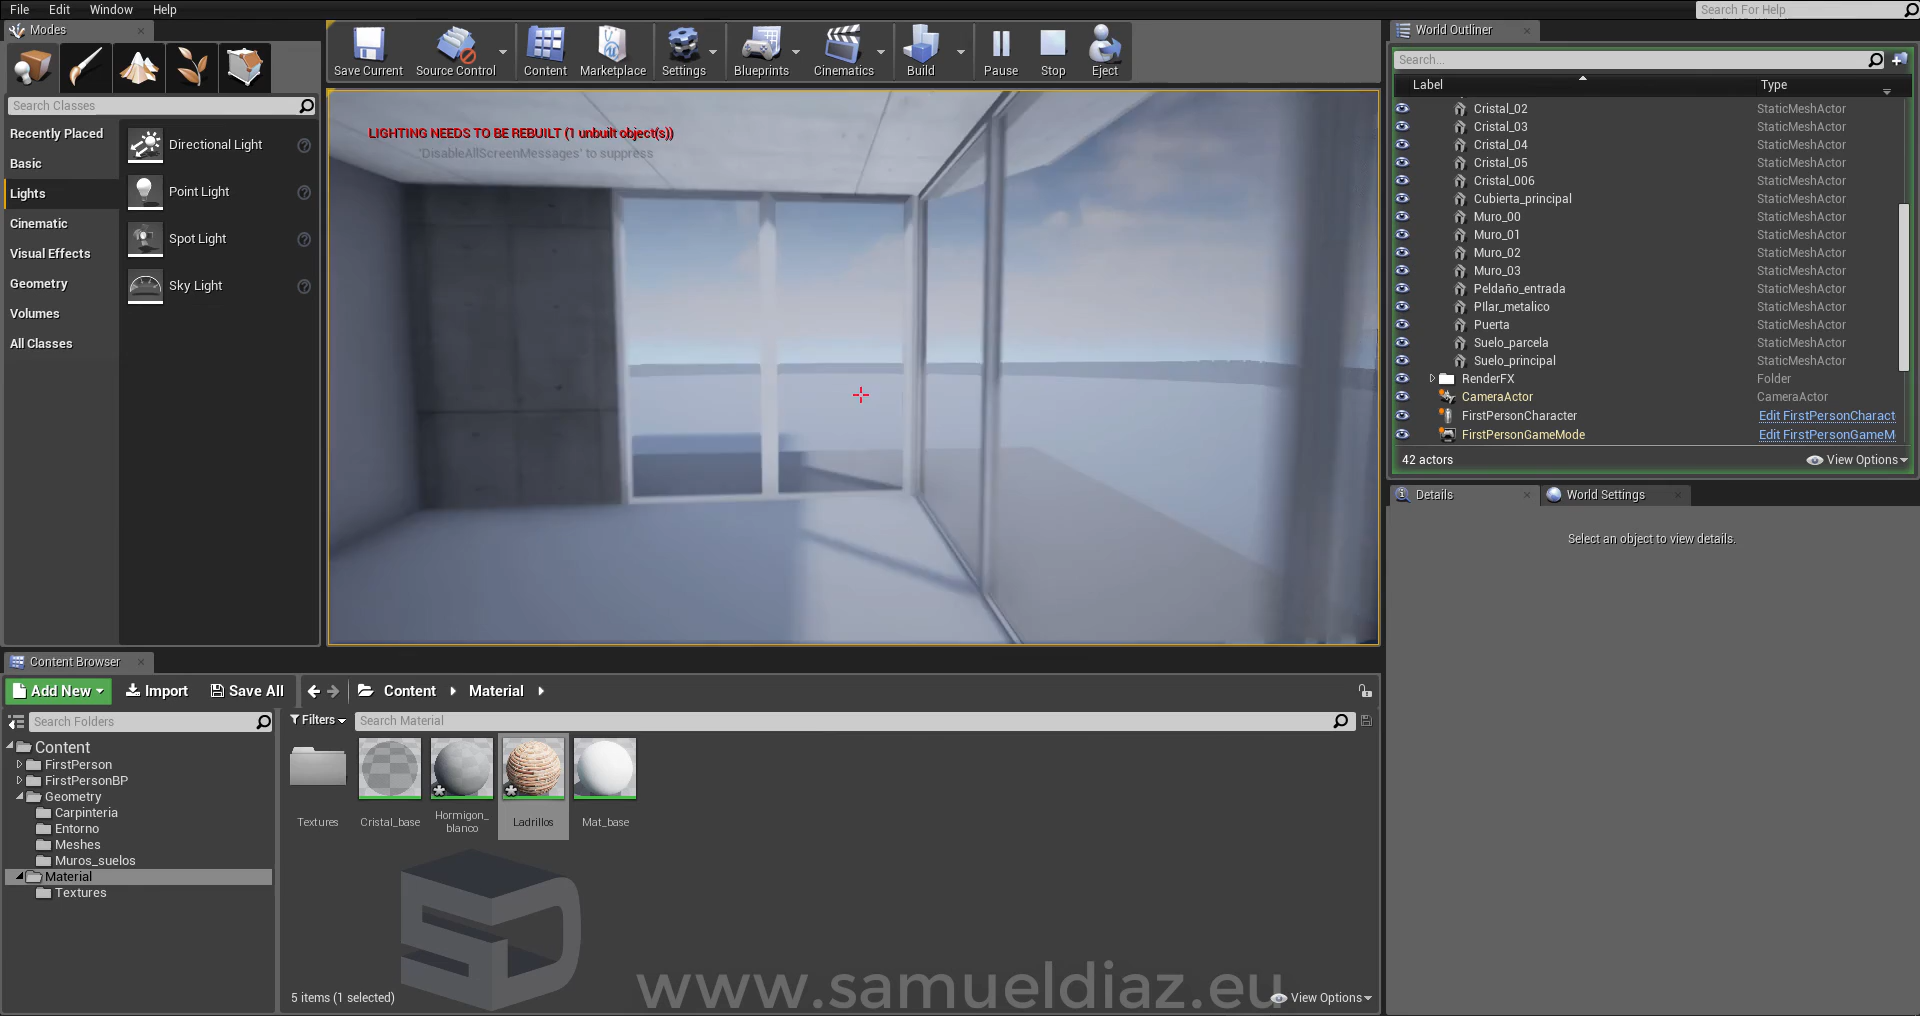 File Edit Window Help
Search For Help
Modes
World Outliner
Save Current Source Control Content Marketplace Settings Blueprints Cinematics Build Pause Stop Eject
Search...
Label Type
Search Classes
Recently Placed
Basic
Lights
Cinematic
Visual Effects
Geometry
Volumes
All Classes
Directional Light
Point Light
Spot Light
Sky Light
LIGHTING NEEDS TO BE REBUILT (1 unbuilt object(s))
'DisableAllScreenMessages' to suppress
Cristal_02 StaticMeshActor
Cristal_03 StaticMeshActor
Cristal_04 StaticMeshActor
Cristal_05 StaticMeshActor
Cristal_006 StaticMeshActor
Cubierta_principal StaticMeshActor
Muro_00 StaticMeshActor
Muro_01 StaticMeshActor
Muro_02 StaticMeshActor
Muro_03 StaticMeshActor
Peldaño_entrada StaticMeshActor
PIlar_metalico StaticMeshActor
Puerta StaticMeshActor
Suelo_parcela StaticMeshActor
Suelo_principal StaticMeshActor
RenderFX Folder
CameraActor CameraActor
FirstPersonCharacter Edit FirstPersonCharact
FirstPersonGameMode Edit FirstPersonGameM
42 actors View Options
Details World Settings
Select an object to view details.
Content Browser
Add New Import Save All Content Material
Search Folders
Filters Search Material
Content
FirstPerson
FirstPersonBP
Geometry
Carpinteria
Entorno
Meshes
Muros_suelos
Material
Textures
Textures
Cristal_base
Hormigon_
blanco
Ladrillos
Mat_base
SD
www.samueldiaz.eu
5 items (1 selected) View Options